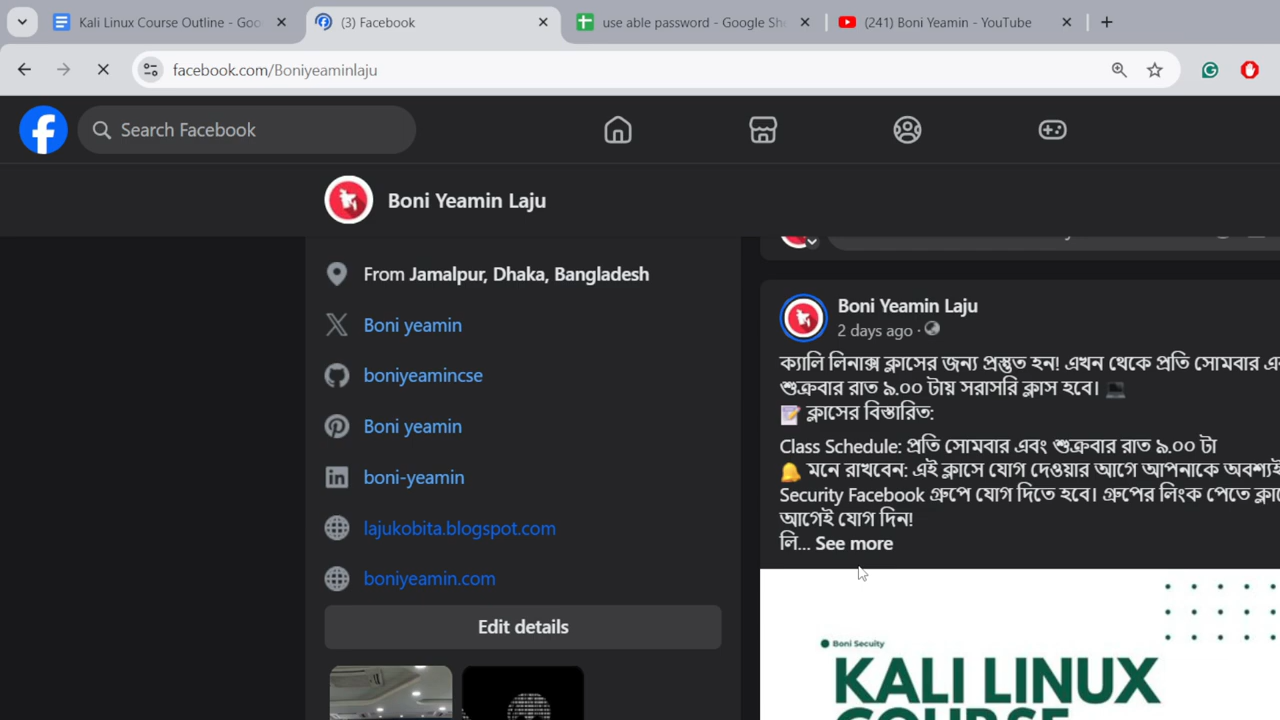 Kali Linux Course Outline - Goo
(3) Facebook
use able password - Google She
(241) Boni Yeamin - YouTube
facebook.com/Boniyeaminlaju
Search Facebook
Boni Yeamin Laju
From Jamalpur, Dhaka, Bangladesh
Boni yeamin
boniyeamincse
Boni yeamin
boni-yeamin
lajukobita.blogspot.com
boniyeamin.com
Edit details
Boni Yeamin Laju
2 days ago ·
ক্যালি লিনাক্স ক্লাসের জন্য প্রস্তুত হন! এখন থেকে প্রতি সোমবার এ
শুক্রবার রাত ৯.০০ টায় সরাসরি ক্লাস হবে। 💻
📝 ক্লাসের বিস্তারিত:
Class Schedule: প্রতি সোমবার এবং শুক্রবার রাত ৯.০০ টা
🔔 মনে রাখবেন: এই ক্লাসে যোগ দেওয়ার আগে আপনাকে অবশ্যই
Security Facebook গ্রুপে যোগ দিতে হবে। গ্রুপের লিংক পেতে ক্লা
আগেই যোগ দিন!
লি... See more
Boni Secuity
KALI LINUX
COURSE